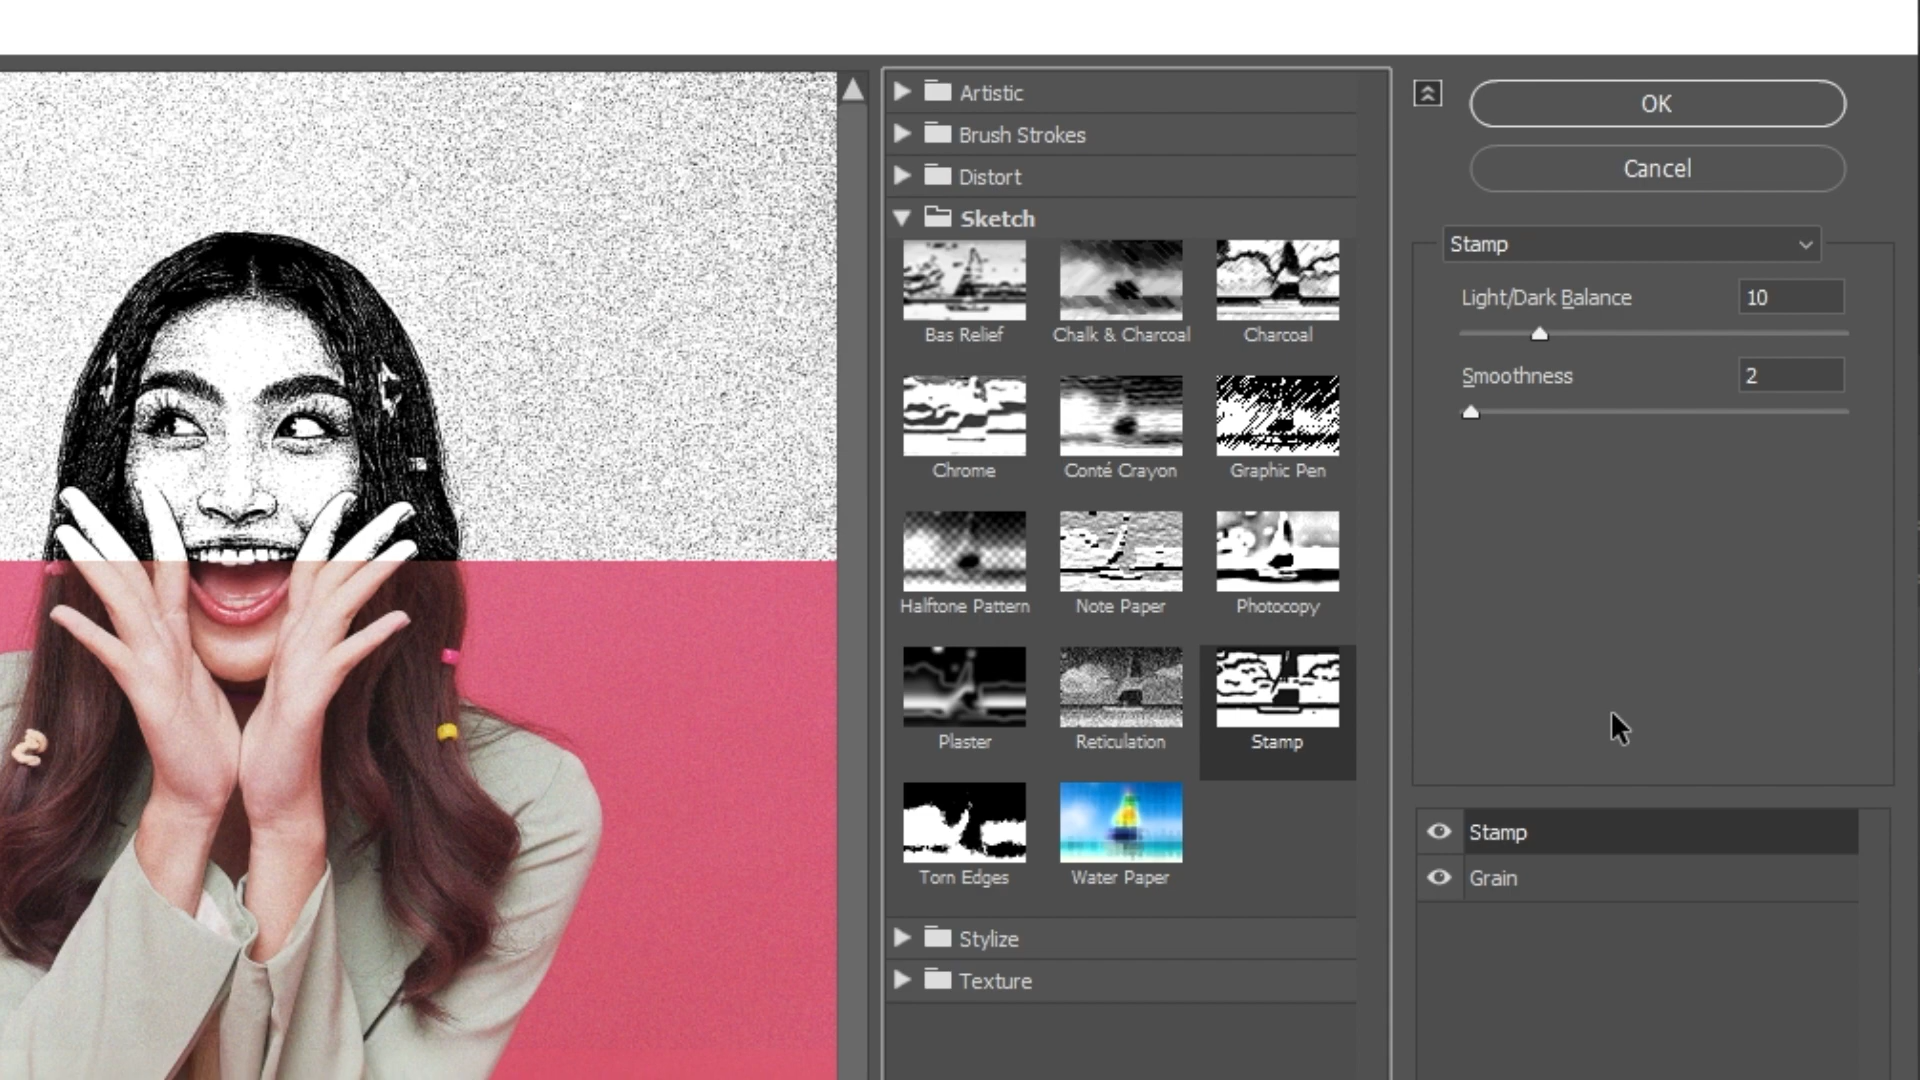 Artistic
Brush Strokes
Distort
Sketch
Bas Relief
Chalk & Charcoal
Charcoal
Chrome
Conté Crayon
Graphic Pen
Halftone Pattern
Note Paper
Photocopy
Plaster
Reticulation
Stamp
Torn Edges
Water Paper
Stylize
Texture
OK
Cancel
Stamp
Light/Dark Balance 10
Smoothness 2
Stamp
Grain